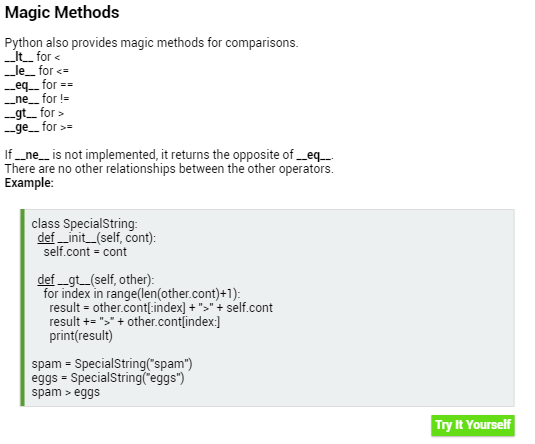 Magic Methods
Python also provides magic methods for comparisons.
__lt__ for <
__le__ for <=
__eq__ for ==
__ne__ for !=
__gt__ for >
__ge__ for >=
If __ne__ is not implemented, it returns the opposite of __eq__.
There are no other relationships between the other operators.
Example:
class SpecialString:
def __init__(self, cont):
self.cont = cont
def __gt__(self, other):
for index in range(len(other.cont)+1):
result = other.cont[:index] + ">" + self.cont
result += ">" + other.cont[index:]
print(result)
spam = SpecialString("spam")
eggs = SpecialString("eggs")
spam > eggs
Try It Yourself